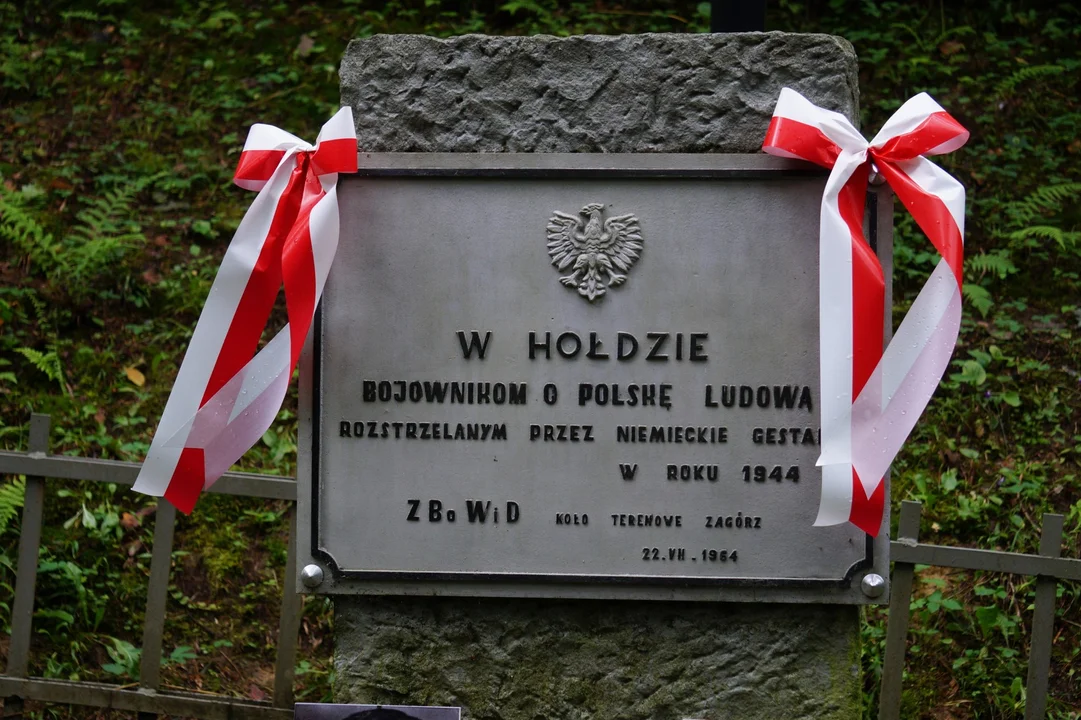 W HOŁDZIE
BOJOWNIKOM O POLSKĘ LUDOWĄ
ROZSTRZELANYM PRZEZ NIEMIECKIE
W ROKU 1944
ZBoWiD KOŁO TERENOWE ZAGÓRZ
22.VII.1964